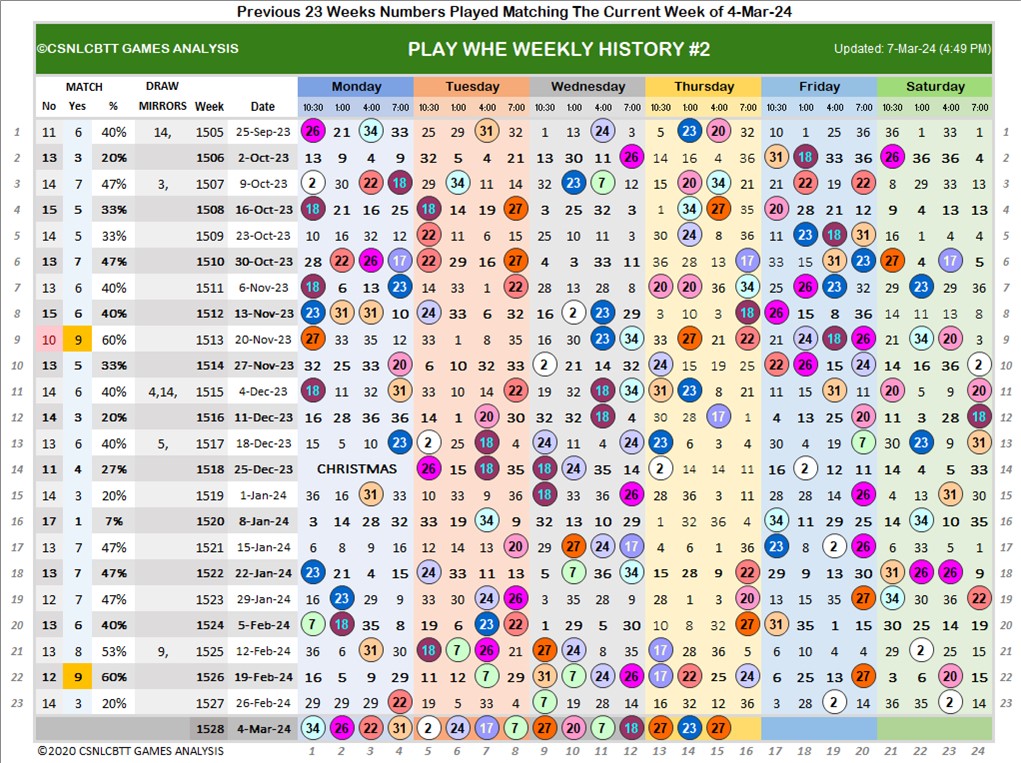 Previous 23 Weeks Numbers Played Matching The Current Week of 4-Mar-24
©CSNLCBTT GAMES ANALYSIS PLAY WHE WEEKLY HISTORY #2 Updated: 7-Mar-24 (4:49 PM)
MATCH DRAW Monday Tuesday Wednesday Thursday Friday Saturday
No Yes % MIRRORS Week Date 10:30 1:00 4:00 7:00 10:30 1:00 4:00 7:00 10:30 1:00 4:00 7:00 10:30 1:00 4:00 7:00 10:30 1:00 4:00 7:00 10:30 1:00 4:00 7:00
1 11 6 40% 14, 1505 25-Sep-23 26 21 34 33 25 29 31 32 1 13 24 3 5 23 20 32 10 1 25 36 36 1 33 1 1
2 13 3 20% 1506 2-Oct-23 13 9 4 9 32 5 4 21 13 30 11 26 14 16 4 36 31 18 33 36 26 36 36 4 2
3 14 7 47% 3, 1507 9-Oct-23 2 30 22 18 29 34 11 14 32 23 7 12 15 20 34 21 21 22 19 22 8 29 33 13 3
4 15 5 33% 1508 16-Oct-23 18 21 16 25 18 14 19 27 3 25 32 3 1 34 27 35 20 28 21 12 9 4 13 13 4
5 14 5 33% 1509 23-Oct-23 10 16 32 12 22 11 6 15 25 10 11 3 30 24 8 36 11 23 18 31 16 1 4 4 5
6 13 7 47% 1510 30-Oct-23 28 22 26 17 22 29 16 27 4 3 33 11 36 28 13 17 33 15 31 23 27 4 17 5 6
7 13 6 40% 1511 6-Nov-23 18 6 13 23 14 33 1 22 28 13 28 8 20 20 36 34 25 26 23 32 22 23 29 36 7
8 15 6 40% 1512 13-Nov-23 23 31 31 10 24 33 6 32 16 2 23 29 3 10 3 18 26 15 8 36 14 11 13 8 8
9 10 9 60% 1513 20-Nov-23 27 33 35 12 33 1 8 35 16 30 23 34 33 27 21 22 21 24 18 26 21 34 20 3 9
10 13 5 33% 1514 27-Nov-23 32 25 33 20 6 10 32 33 2 21 14 32 24 15 19 25 22 26 15 24 14 16 36 2 10
11 14 6 40% 4,14, 1515 4-Dec-23 18 11 32 31 33 10 14 22 19 32 18 34 31 23 8 21 11 15 31 11 20 5 9 20 11
12 14 3 20% 1516 11-Dec-23 16 28 36 36 14 1 20 30 32 32 18 4 30 28 17 1 4 13 25 20 11 3 28 18 12
13 13 6 40% 5, 1517 18-Dec-23 15 5 10 23 2 25 18 4 24 11 4 24 23 6 3 4 30 4 19 7 30 23 9 31 13
14 11 4 27% 1518 25-Dec-23 CHRISTMAS 26 15 18 35 18 24 35 14 2 14 14 11 16 2 12 11 14 4 5 33 14
15 14 3 20% 1519 1-Jan-24 36 16 31 33 10 33 9 36 18 33 36 26 28 36 3 11 28 28 14 26 4 13 31 30 15
16 17 1 7% 1520 8-Jan-24 3 14 28 32 33 19 34 9 32 13 10 29 1 32 36 4 34 11 29 25 14 34 10 35 16
17 13 7 47% 1521 15-Jan-24 6 8 9 16 12 14 13 20 29 27 24 17 4 6 1 36 23 8 2 26 6 33 5 1 17
18 13 7 47% 1522 22-Jan-24 23 21 4 15 24 33 11 13 5 7 36 34 15 28 9 22 29 9 13 30 31 26 26 9 18
19 12 7 47% 1523 29-Jan-24 16 23 29 9 33 30 24 26 3 35 28 9 28 1 3 20 13 15 35 27 34 30 36 22 19
20 13 6 40% 1524 5-Feb-24 7 18 35 8 19 6 23 22 1 29 5 30 10 8 32 27 31 35 1 15 30 25 14 19 20
21 13 8 53% 9, 1525 12-Feb-24 36 6 31 30 18 7 26 21 27 24 8 35 17 28 35 1 6 10 4 4 29 2 25 15 21
22 12 9 60% 1526 19-Feb-24 16 5 9 29 11 12 7 29 31 7 24 26 17 22 25 24 25 12 13 27 3 6 20 15 22
23 14 3 20% 1527 26-Feb-24 29 29 29 22 19 5 33 4 7 19 28 14 16 32 12 36 3 28 2 14 36 35 2 14 23
1528 4-Mar-24 34 26 22 31 2 24 17 7 27 20 7 18 27 23 27
©2020 CSNLCBTT GAMES ANALYSIS 1 2 3 4 5 6 7 8 9 10 11 12 13 14 15 16 17 18 19 20 21 22 23 24